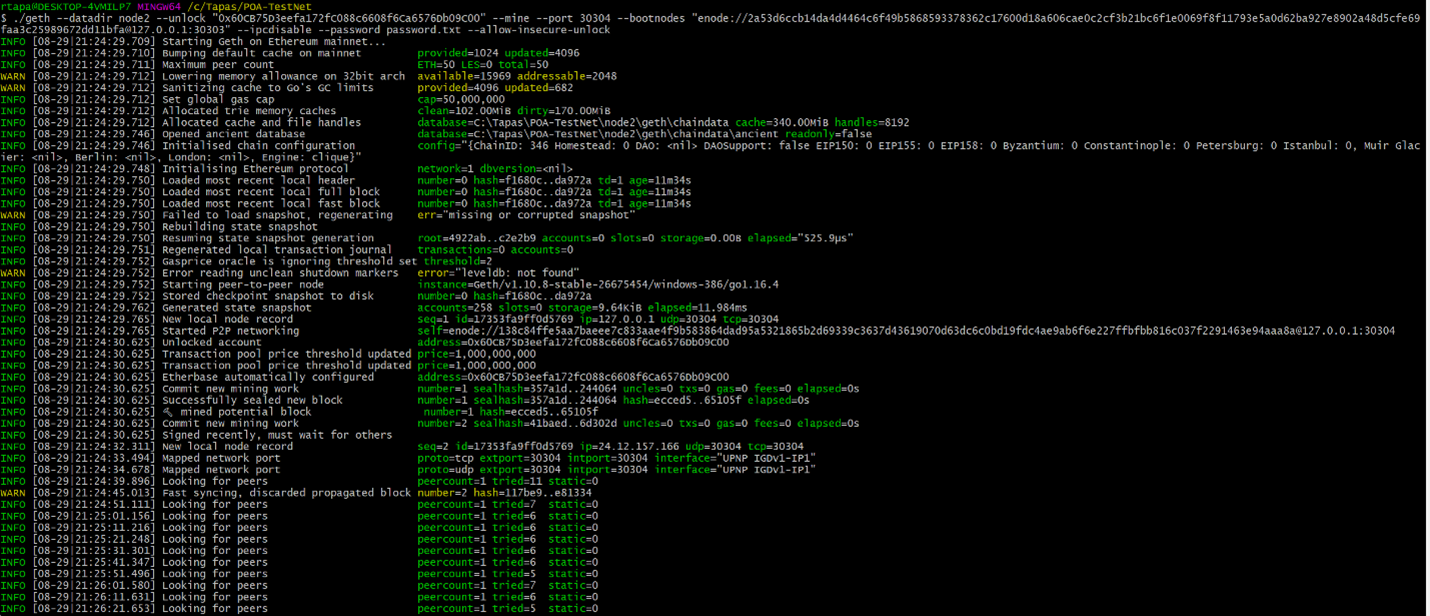 rtapa@DESKTOP-4VMILP7 MINGW64 /c/Tapas/POA-TestNet
$ ./geth --datadir node2 --unlock "0x60CB75D3eefa172fC088c6608f6Ca6576Db09C00" --mine --port 30304 --bootnodes "enode://2a53d6ccb14da4d4464c6f49b5868593378362c17600d18a606cae0c2cf3b21bc6f1e0069f8f11793e5a0d62ba927e8902a48d5cfe69
faa3c25989672dd11bfa@127.0.0.1:30303" --ipcdisable --password password.txt --allow-insecure-unlock
INFO [08-29|21:24:29.709] Starting Geth on Ethereum mainnet...
INFO [08-29|21:24:29.710] Bumping default cache on mainnet provided=1024 updated=4096
INFO [08-29|21:24:29.711] Maximum peer count ETH=50 LES=0 total=50
WARN [08-29|21:24:29.712] Lowering memory allowance on 32bit arch available=15969 addressable=2048
WARN [08-29|21:24:29.712] Sanitizing cache to Go's GC limits provided=4096 updated=682
INFO [08-29|21:24:29.712] Set global gas cap cap=50,000,000
INFO [08-29|21:24:29.712] Allocated trie memory caches clean=102.00MiB dirty=170.00MiB
INFO [08-29|21:24:29.712] Allocated cache and file handles database=C:\Tapas\POA-TestNet\node2\geth\chaindata cache=340.00MiB handles=8192
INFO [08-29|21:24:29.746] Opened ancient database database=C:\Tapas\POA-TestNet\node2\geth\chaindata\ancient readonly=false
INFO [08-29|21:24:29.746] Initialised chain configuration config="{ChainID: 346 Homestead: 0 DAO: <nil> DAOSupport: false EIP150: 0 EIP155: 0 EIP158: 0 Byzantium: 0 Constantinople: 0 Petersburg: 0 Istanbul: 0, Muir Glac
ier: <nil>, Berlin: <nil>, London: <nil>, Engine: clique}"
INFO [08-29|21:24:29.748] Initialising Ethereum protocol network=1 dbversion=<nil>
INFO [08-29|21:24:29.750] Loaded most recent local header number=0 hash=f1680c..da972a td=1 age=11m34s
INFO [08-29|21:24:29.750] Loaded most recent local full block number=0 hash=f1680c..da972a td=1 age=11m34s
INFO [08-29|21:24:29.750] Loaded most recent local fast block number=0 hash=f1680c..da972a td=1 age=11m34s
WARN [08-29|21:24:29.750] Failed to load snapshot, regenerating err="missing or corrupted snapshot"
INFO [08-29|21:24:29.750] Rebuilding state snapshot
INFO [08-29|21:24:29.750] Resuming state snapshot generation root=4922ab..c2e2b9 accounts=0 slots=0 storage=0.00B elapsed="525.9µs"
INFO [08-29|21:24:29.751] Regenerated local transaction journal transactions=0 accounts=0
INFO [08-29|21:24:29.752] Gasprice oracle is ignoring threshold set threshold=2
WARN [08-29|21:24:29.752] Error reading unclean shutdown markers error="leveldb: not found"
INFO [08-29|21:24:29.752] Starting peer-to-peer node instance=Geth/v1.10.8-stable-26675454/windows-386/go1.16.4
INFO [08-29|21:24:29.752] Stored checkpoint snapshot to disk number=0 hash=f1680c..da972a
INFO [08-29|21:24:29.762] Generated state snapshot accounts=258 slots=0 storage=9.64KiB elapsed=11.984ms
INFO [08-29|21:24:29.765] New local node record seq=1 id=17353fa9ff0d5769 ip=127.0.0.1 udp=30304 tcp=30304
INFO [08-29|21:24:29.765] Started P2P networking self=enode://138c84ffe5aa7baeee7c833aae4f9b583864dad95a5321865b2d69339c3637d43619070d63dc6c0bd19fdc4ae9ab6f6e227ffbfbb816c037f2291463e94aaa8a@127.0.0.1:30304
INFO [08-29|21:24:30.625] Unlocked account address=0x60CB75D3eefa172fC088c6608f6Ca6576Db09C00
INFO [08-29|21:24:30.625] Transaction pool price threshold updated price=1,000,000,000
INFO [08-29|21:24:30.625] Transaction pool price threshold updated price=1,000,000,000
INFO [08-29|21:24:30.625] Etherbase automatically configured address=0x60CB75D3eefa172fC088c6608f6Ca6576Db09C00
INFO [08-29|21:24:30.625] Commit new mining work number=1 sealhash=357a1d..244064 uncles=0 txs=0 gas=0 fees=0 elapsed=0s
INFO [08-29|21:24:30.625] Successfully sealed new block number=1 sealhash=357a1d..244064 hash=ecced5..65105f elapsed=0s
INFO [08-29|21:24:30.625] 🔨 mined potential block number=1 hash=ecced5..65105f
INFO [08-29|21:24:30.625] Commit new mining work number=2 sealhash=41baed..6d302d uncles=0 txs=0 gas=0 fees=0 elapsed=0s
INFO [08-29|21:24:30.625] Signed recently, must wait for others
INFO [08-29|21:24:32.311] New local node record seq=2 id=17353fa9ff0d5769 ip=24.12.157.166 udp=30304 tcp=30304
INFO [08-29|21:24:33.494] Mapped network port proto=tcp extport=30304 intport=30304 interface="UPNP IGDv1-IP1"
INFO [08-29|21:24:34.678] Mapped network port proto=udp extport=30304 intport=30304 interface="UPNP IGDv1-IP1"
INFO [08-29|21:24:39.896] Looking for peers peercount=1 tried=11 static=0
WARN [08-29|21:24:45.013] Fast syncing, discarded propagated block number=2 hash=117be9..e81334
INFO [08-29|21:24:51.111] Looking for peers peercount=1 tried=7 static=0
INFO [08-29|21:25:01.156] Looking for peers peercount=1 tried=6 static=0
INFO [08-29|21:25:11.216] Looking for peers peercount=1 tried=6 static=0
INFO [08-29|21:25:21.248] Looking for peers peercount=1 tried=6 static=0
INFO [08-29|21:25:31.301] Looking for peers peercount=1 tried=6 static=0
INFO [08-29|21:25:41.347] Looking for peers peercount=1 tried=6 static=0
INFO [08-29|21:25:51.496] Looking for peers peercount=1 tried=5 static=0
INFO [08-29|21:26:01.580] Looking for peers peercount=1 tried=7 static=0
INFO [08-29|21:26:11.631] Looking for peers peercount=1 tried=6 static=0
INFO [08-29|21:26:21.653] Looking for peers peercount=1 tried=5 static=0